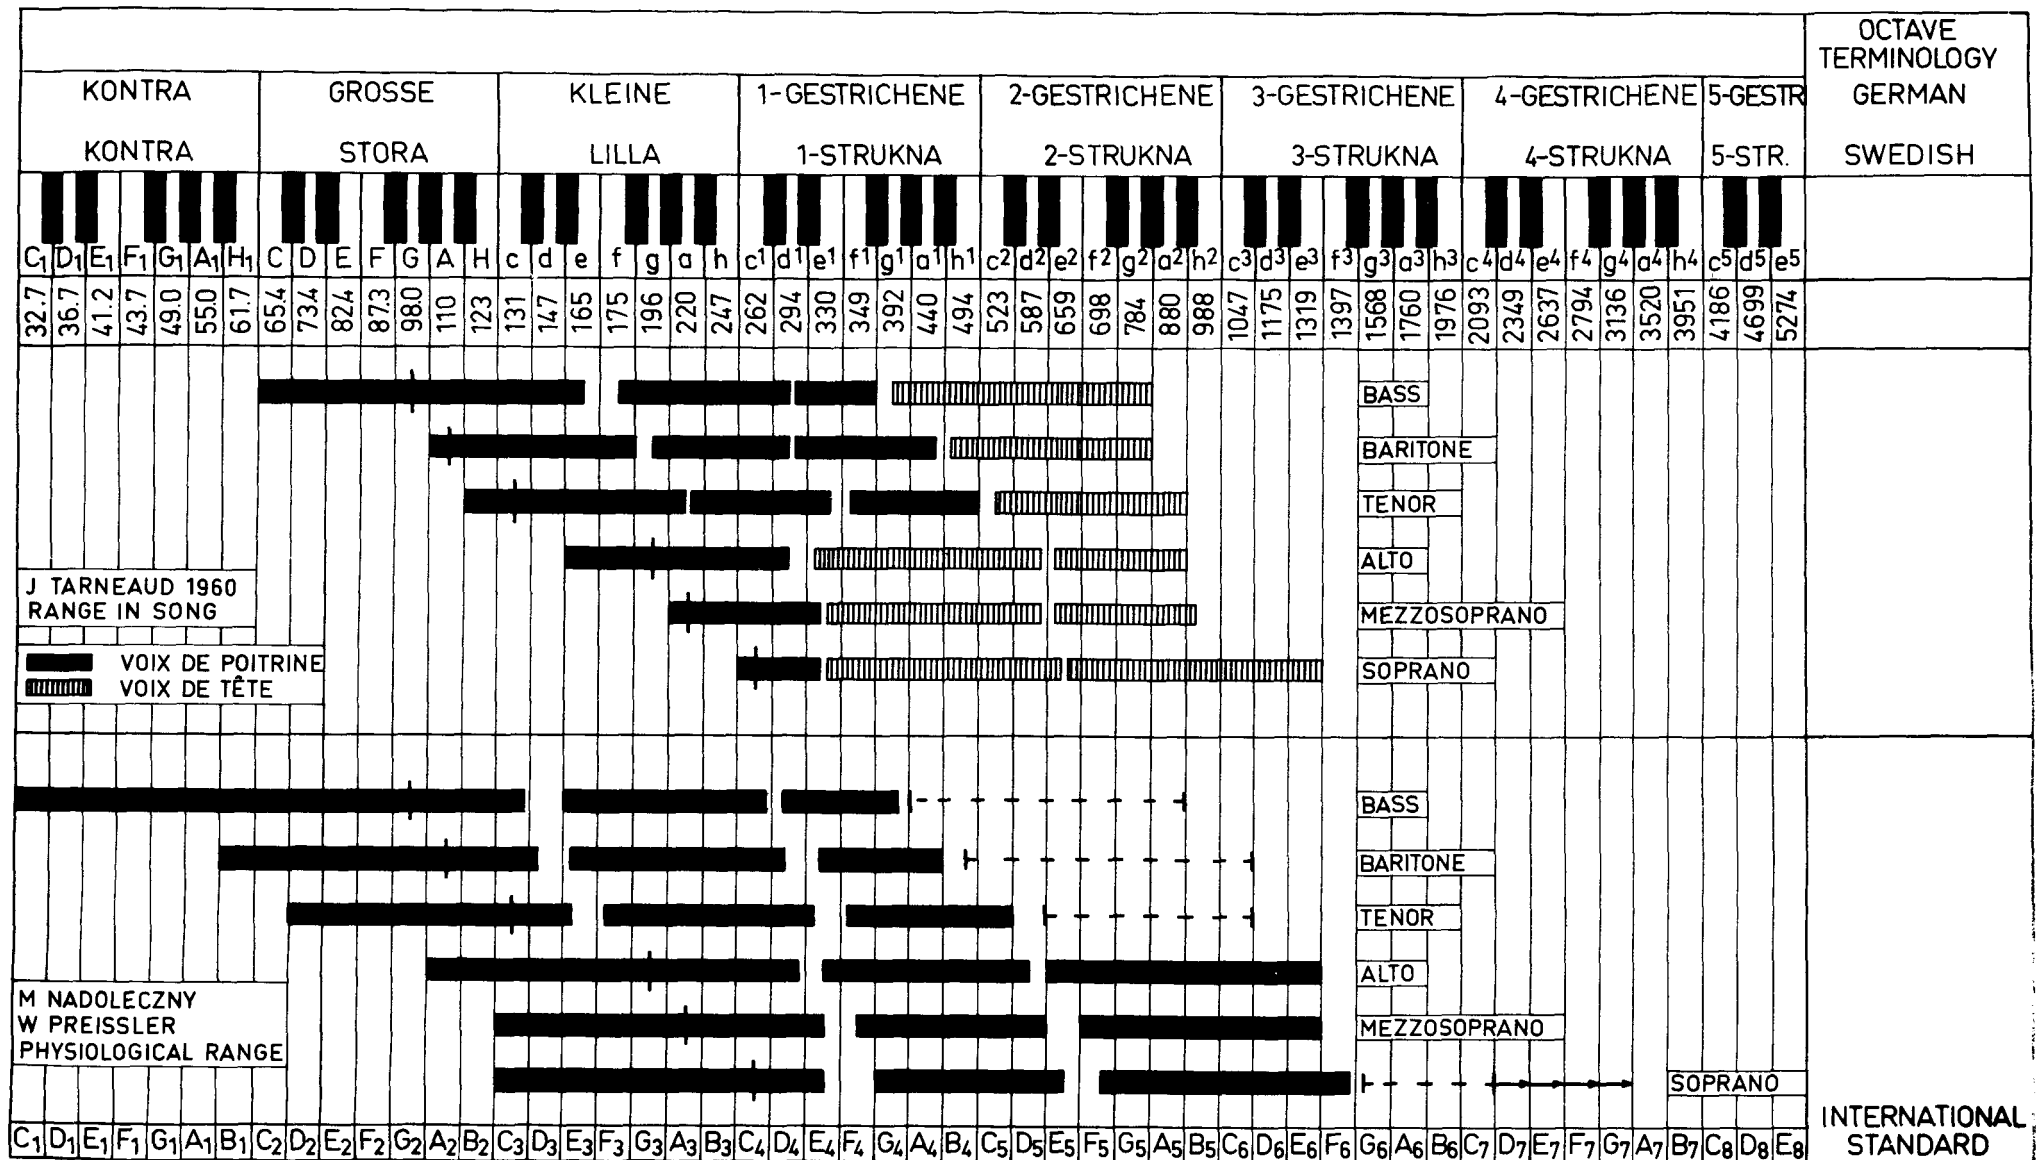 OCTAVE
TERMINOLOGY
KONTRA GROSSE KLEINE 1-GESTRICHENE 2-GESTRICHENE 3-GESTRICHENE 4-GESTRICHENE 5-GESTR GERMAN
KONTRA STORA LILLA 1-STRUKNA 2-STRUKNA 3-STRUKNA 4-STRUKNA 5-STR. SWEDISH
C₁ D₁ E₁ F₁ G₁ A₁ H₁ C D E F G A H c d e f g a h c¹ d¹ e¹ f¹ g¹ a¹ h¹ c² d² e² f² g² a² h² c³ d³ e³ f³ g³ a³ h³ c⁴ d⁴ e⁴ f⁴ g⁴ a⁴ h⁴ c⁵ d⁵ e⁵
32.7 36.7 41.2 43.7 49.0 55.0 61.7 65.4 73.4 82.4 87.3 98.0 110 123 131 147 165 175 196 220 247 262 294 330 349 392 440 494 523 587 659 698 784 880 988 1047 1175 1319 1397 1568 1760 1976 2093 2349 2637 2794 3136 3520 3951 4186 4699 5274
BASS
BARITONE
TENOR
ALTO
J TARNEAUD 1960
RANGE IN SONG
MEZZOSOPRANO
VOIX DE POITRINE
VOIX DE TÊTE
SOPRANO
BASS
BARITONE
TENOR
ALTO
M NADOLECZNY
W PREISSLER
PHYSIOLOGICAL RANGE
MEZZOSOPRANO
SOPRANO
C₁ D₁ E₁ F₁ G₁ A₁ B₁ C₂ D₂ E₂ F₂ G₂ A₂ B₂ C₃ D₃ E₃ F₃ G₃ A₃ B₃ C₄ D₄ E₄ F₄ G₄ A₄ B₄ C₅ D₅ E₅ F₅ G₅ A₅ B₅ C₆ D₆ E₆ F₆ G₆ A₆ B₆ C₇ D₇ E₇ F₇ G₇ A₇ B₇ C₈ D₈ E₈
INTERNATIONAL
STANDARD